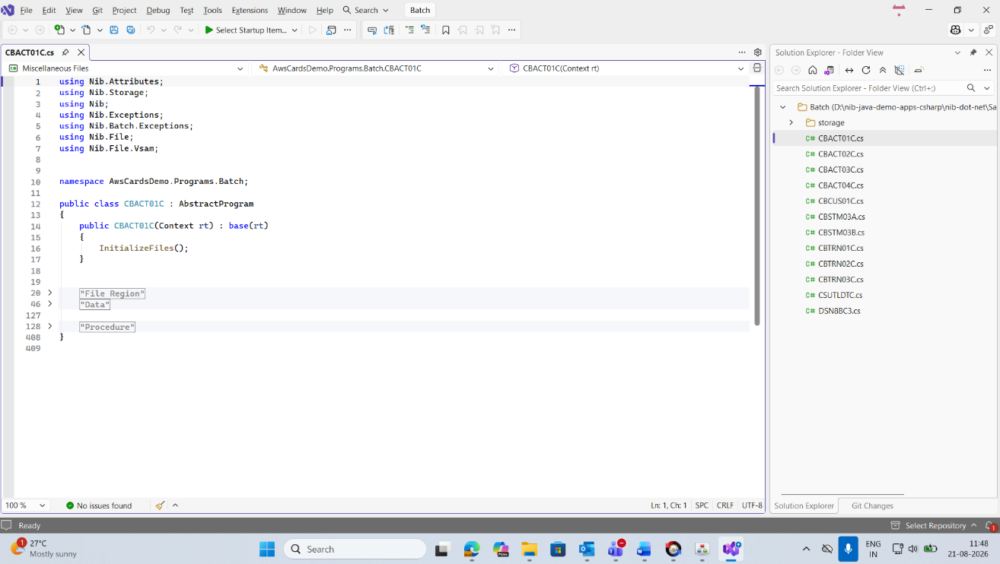 File Edit View Git Project Debug Test Tools Extensions Window Help Search Batch
Select Startup Item...
CBACT01C.cs
Miscellaneous Files AwsCardsDemo.Programs.Batch.CBACT01C CBACT01C(Context rt)
1 using Nib.Attributes;
2 using Nib.Storage;
3 using Nib;
4 using Nib.Exceptions;
5 using Nib.Batch.Exceptions;
6 using Nib.File;
7 using Nib.File.Vsam;
8
9
10 namespace AwsCardsDemo.Programs.Batch;
11
12 public class CBACT01C : AbstractProgram
13 {
14 public CBACT01C(Context rt) : base(rt)
15 {
16 InitializeFiles();
17 }
18
19
20 "File Region"
46 "Data"
127
128 "Procedure"
408 }
409
100 % No issues found Ln: 1, Ch: 1 SPC CRLF UTF-8
Solution Explorer - Folder View
Search Solution Explorer - Folder View (Ctrl+;)
Batch (D:\nib-java-demo-apps-csharp\nib-dot-net\Sa
storage
C# CBACT01C.cs
C# CBACT02C.cs
C# CBACT03C.cs
C# CBACT04C.cs
C# CBCUS01C.cs
C# CBSTM03A.cs
C# CBSTM03B.cs
C# CBTRN01C.cs
C# CBTRN02C.cs
C# CBTRN03C.cs
C# CSUTLDTC.cs
C# DSN8BC3.cs
Solution Explorer Git Changes
Ready Select Repository 1
1 27°C
Mostly sunny
Search
ENG
IN
11:48
21-08-2026